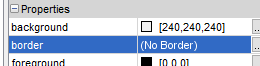 Properties
background [240,240,240] ...
border (No Border) ...
foreground [0,0,0]